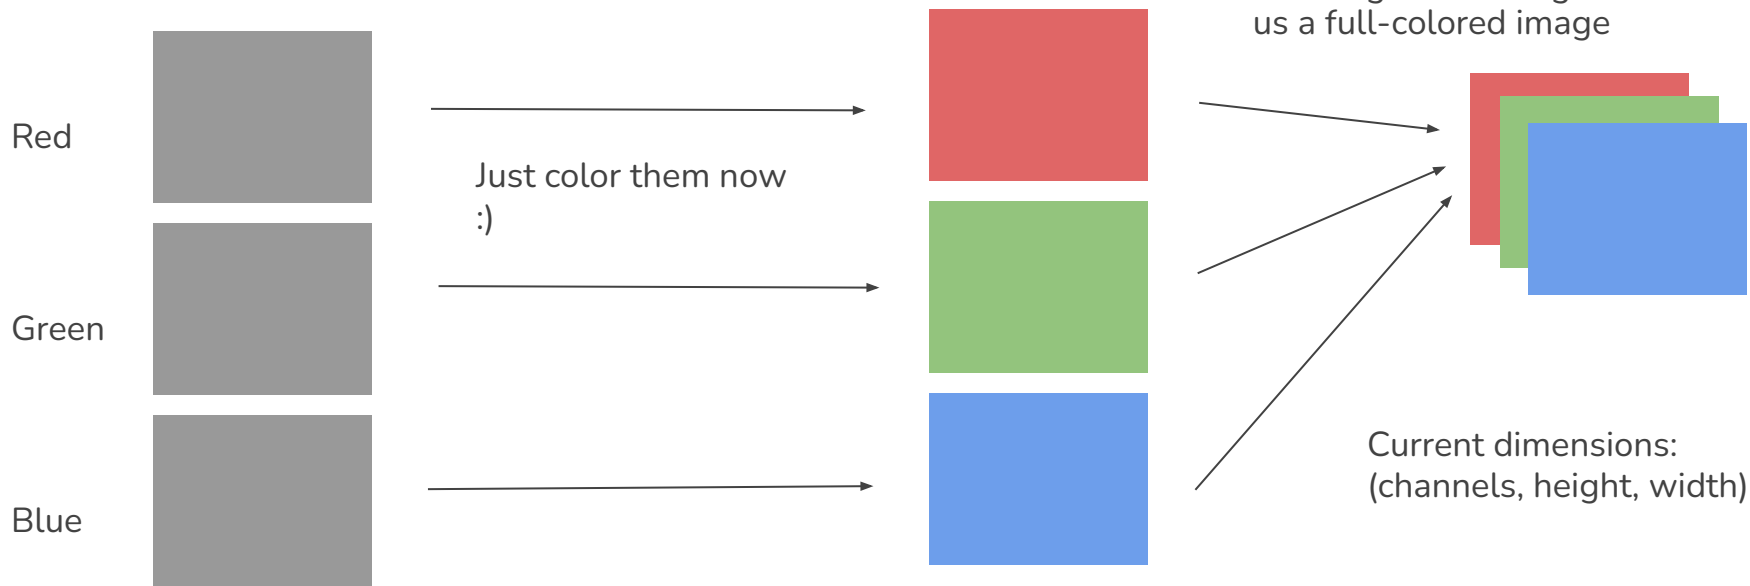 us a full-colored image
Red
Just color them now
:)
Green
Current dimensions:
(channels, height, width)
Blue